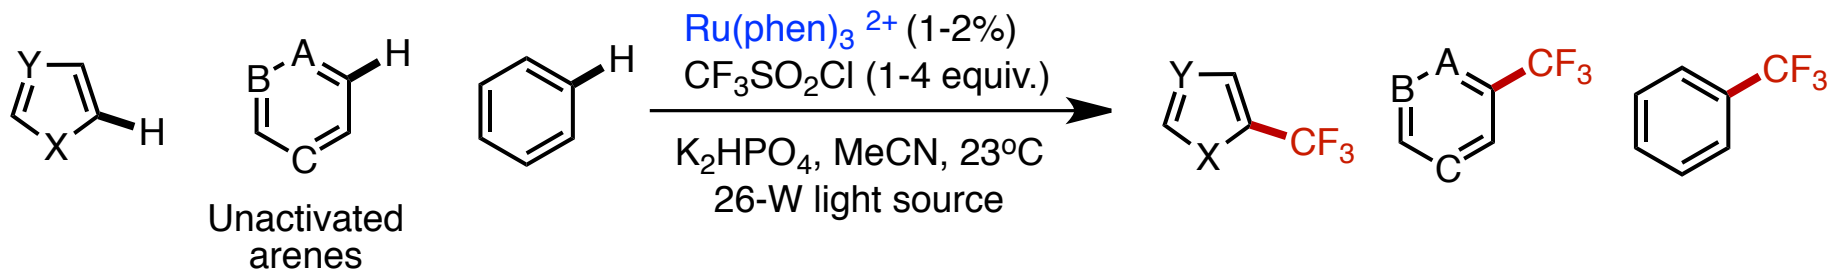 Y
X
H
A
B
C
H
H
Unactivated
arenes
Ru(phen)₃ ²⁺ (1-2%)
CF₃SO₂Cl (1-4 equiv.)
K₂HPO₄, MeCN, 23ºC
26-W light source
Y
X
CF₃
A
B
C
CF₃
CF₃